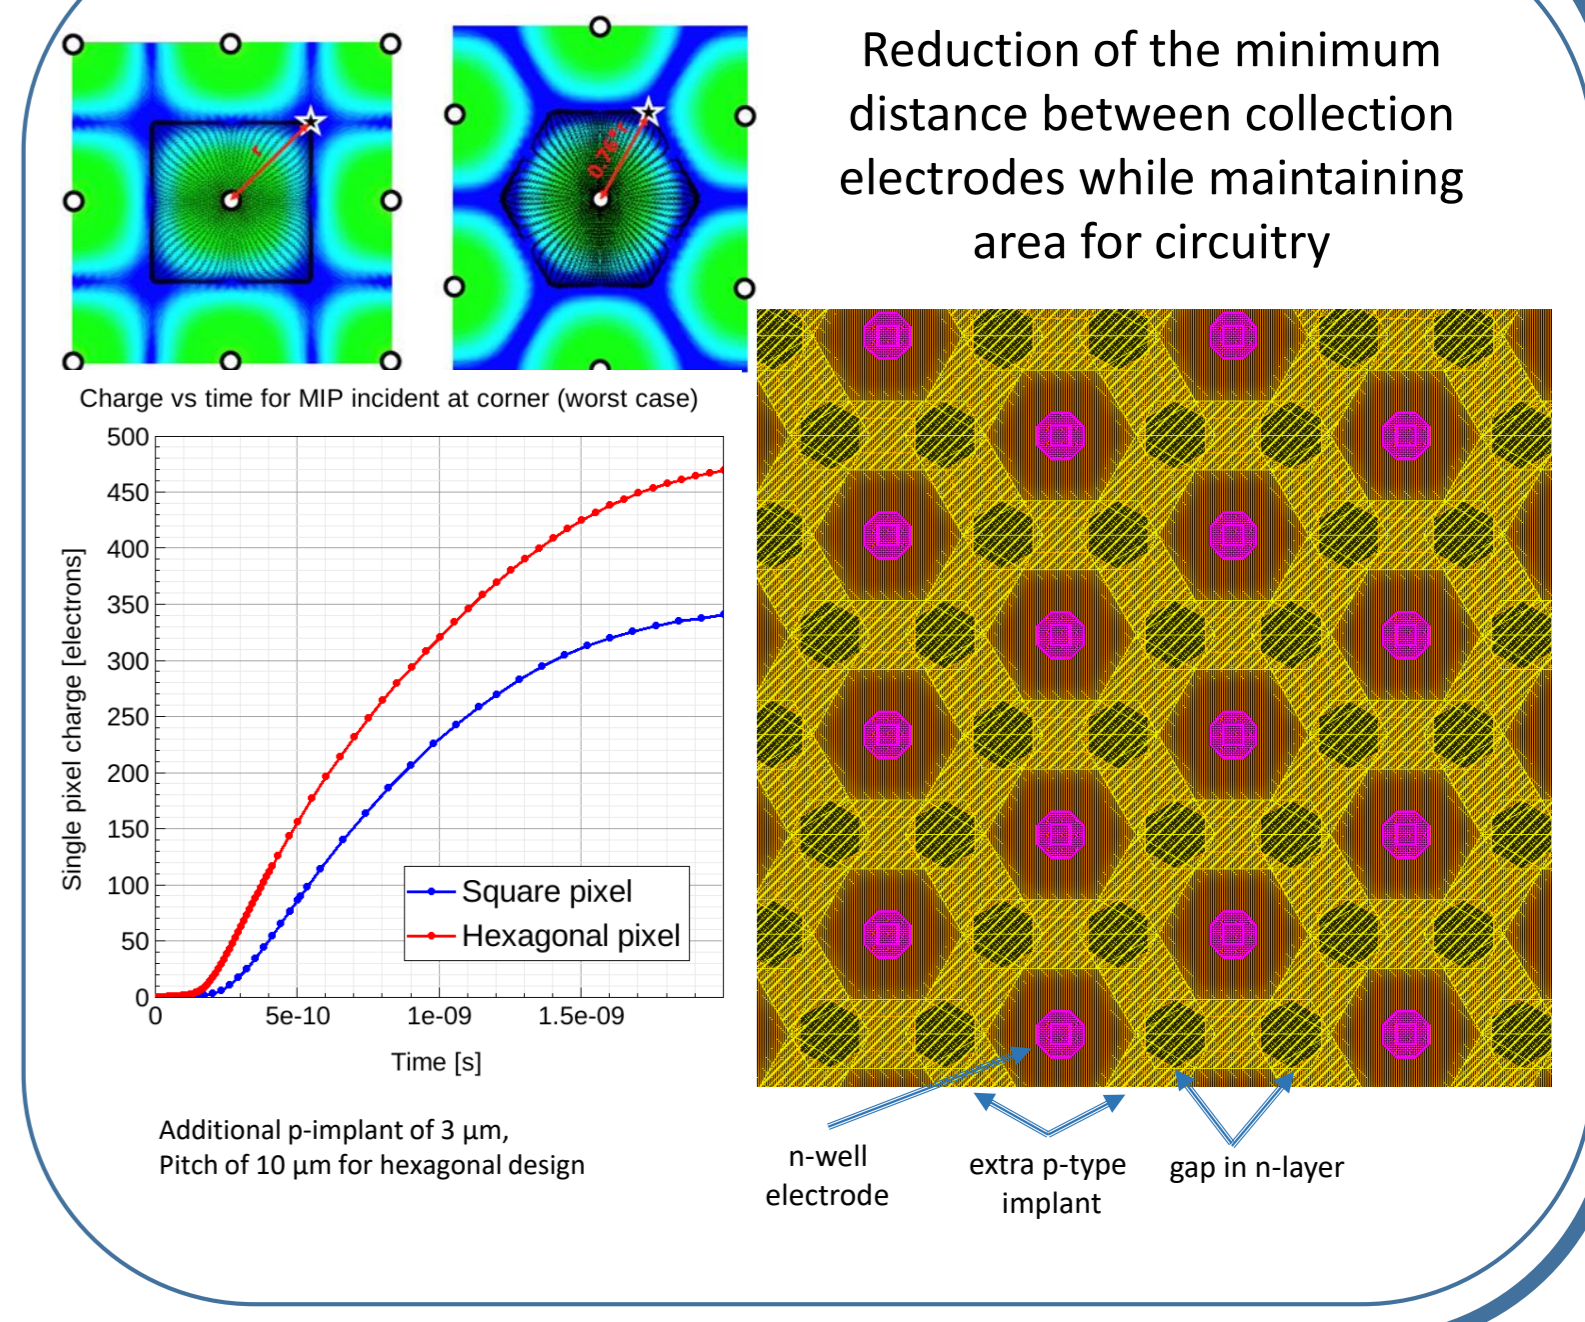 r
0.76*r
Reduction of the minimum
distance between collection
electrodes while maintaining
area for circuitry
Charge vs time for MIP incident at corner (worst case)
Single pixel charge [electrons]
500
450
400
350
300
250
200
150
100
50
0
0 5e-10 1e-09 1.5e-09
Time [s]
Square pixel
Hexagonal pixel
Additional p-implant of 3 μm,
Pitch of 10 μm for hexagonal design
n-well
electrode
extra p-type
implant
gap in n-layer